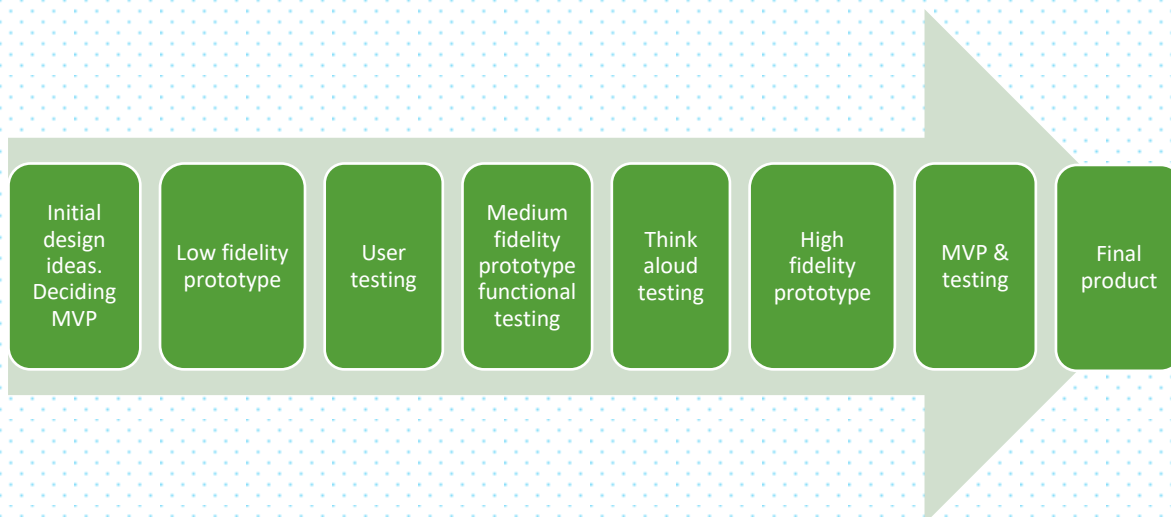 Initial
design
ideas.
Deciding
MVP
Low fidelity
prototype
User
testing
Medium
fidelity
prototype
functional
testing
Think
aloud
testing
High
fidelity
prototype
MVP &
testing
Final
product